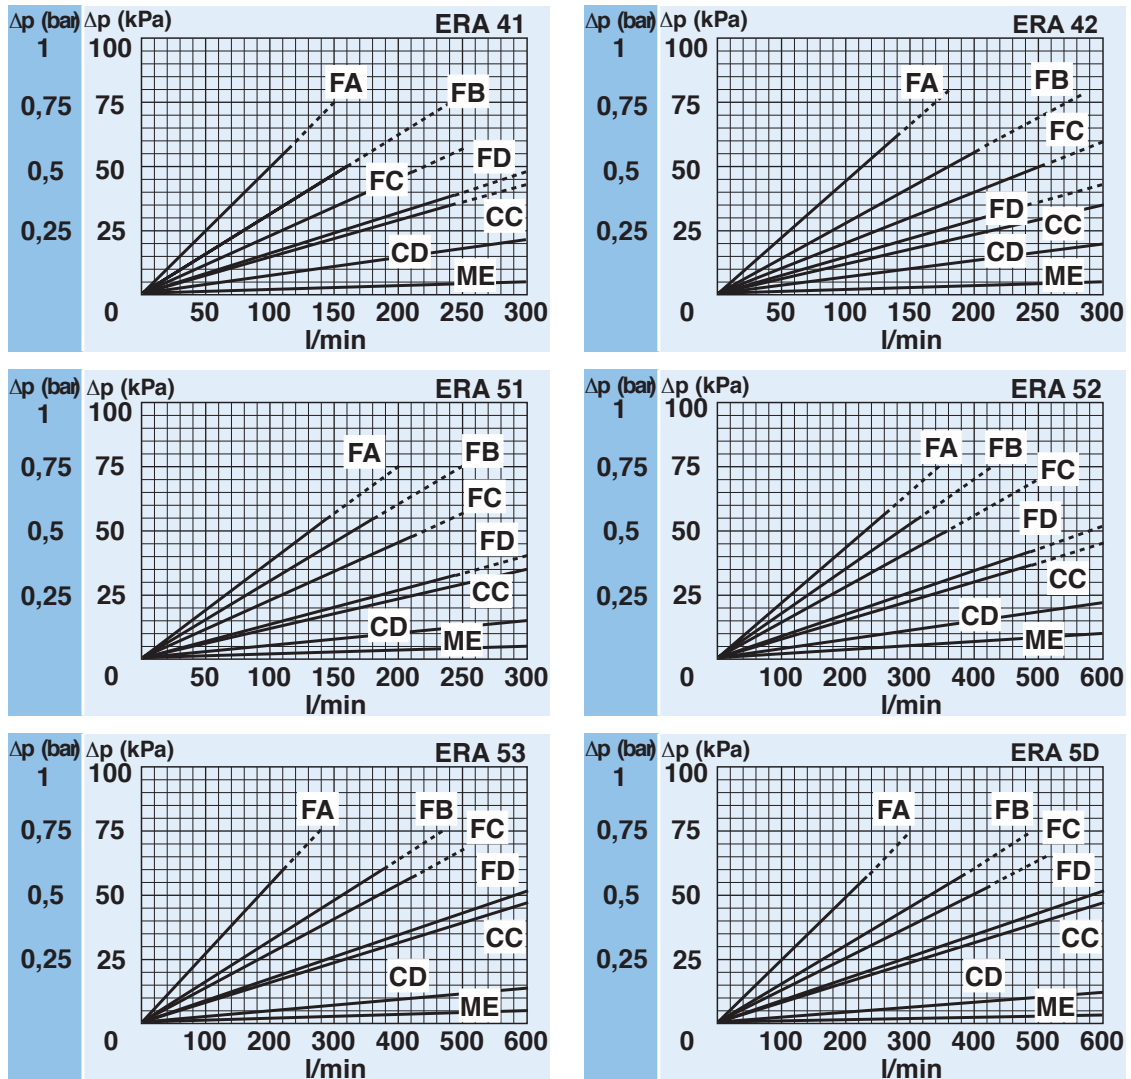 Δp (bar) Δp (kPa) ERA 41
1 100
FA
FB
0,75 75
FC
FD
0,5 50
CC
0,25 25
CD
ME
0 50 100 150 200 250 300
l/min
Δp (bar) Δp (kPa) ERA 42
1 100
FA
FB
0,75 75
FC
0,5 50
FD
CC
0,25 25
CD
ME
0 50 100 150 200 250 300
l/min
Δp (bar) Δp (kPa) ERA 51
1 100
FA
FB
0,75 75
FC
0,5 50
FD
CC
0,25 25
CD
ME
0 50 100 150 200 250 300
l/min
Δp (bar) Δp (kPa) ERA 52
1 100
FA
FB
0,75 75
FC
FD
0,5 50
CC
0,25 25
CD
ME
0 100 200 300 400 500 600
l/min
Δp (bar) Δp (kPa) ERA 53
1 100
FA
FB
0,75 75
FC
FD
0,5 50
CC
0,25 25
CD
ME
0 100 200 300 400 500 600
l/min
Δp (bar) Δp (kPa) ERA 5D
1 100
FA
FB
0,75 75
FC
FD
0,5 50
CC
0,25 25
CD
ME
0 100 200 300 400 500 600
l/min